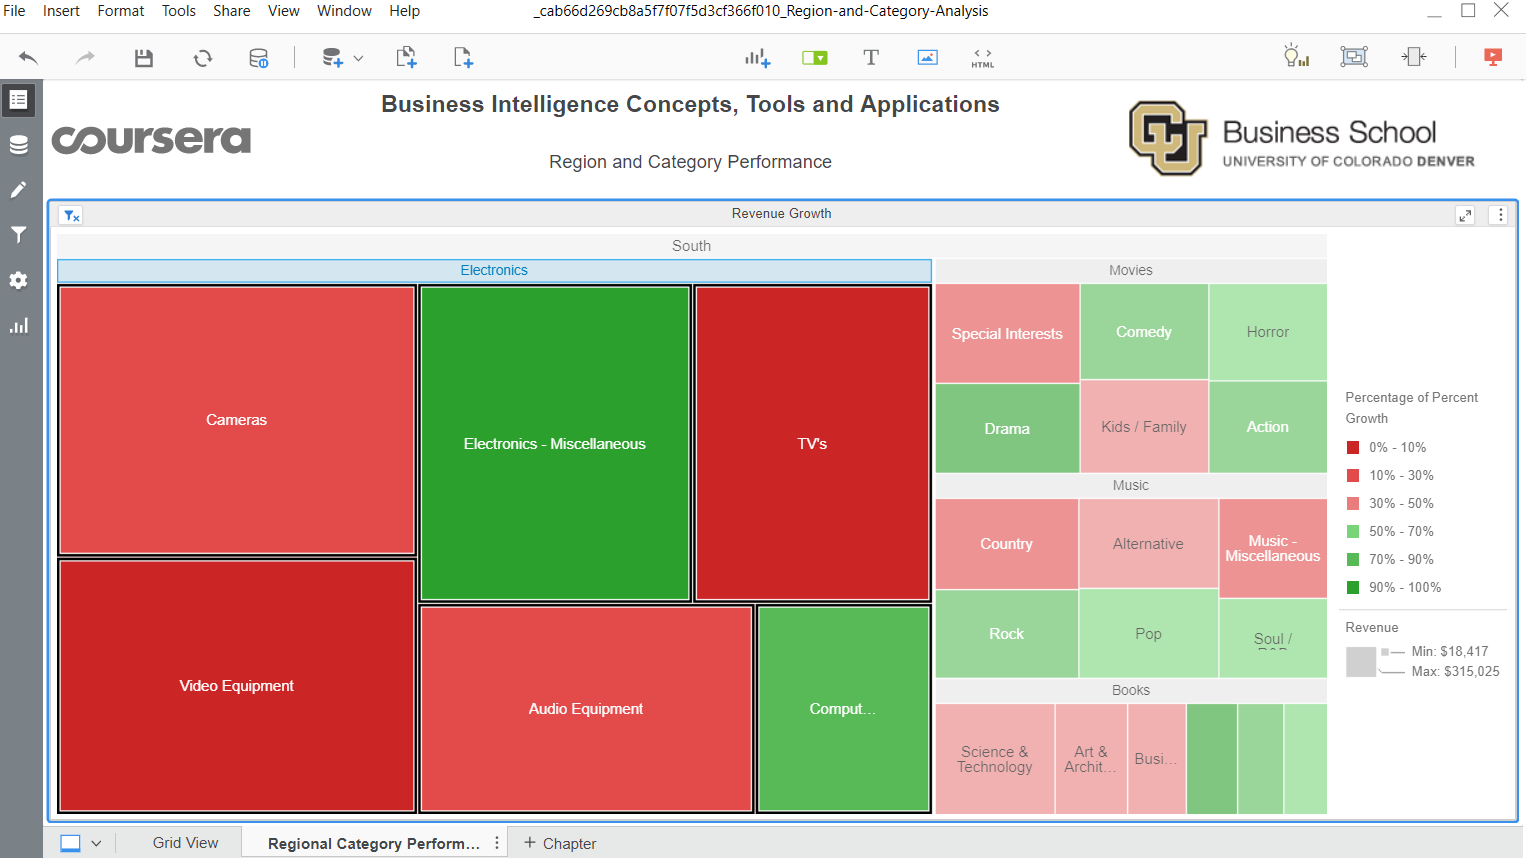 File Insert Format Tools Share View Window Help
_cab66d269cb8a5f7f07f5d3cf366f010_Region-and-Category-Analysis
HTML
coursera
Business Intelligence Concepts, Tools and Applications
Region and Category Performance
CU
Business School
UNIVERSITY OF COLORADO DENVER
Revenue Growth
South
Electronics
Cameras
Electronics - Miscellaneous
TV's
Video Equipment
Audio Equipment
Comput...
Movies
Special Interests
Comedy
Horror
Drama
Kids / Family
Action
Music
Country
Alternative
Music -
Miscellaneous
Rock
Pop
Soul /
Books
Science &
Technology
Art &
Archit...
Busi...
Percentage of Percent
Growth
0% - 10%
10% - 30%
30% - 50%
50% - 70%
70% - 90%
90% - 100%
Revenue
Min: $18,417
Max: $315,025
Grid View
Regional Category Perform...
+ Chapter